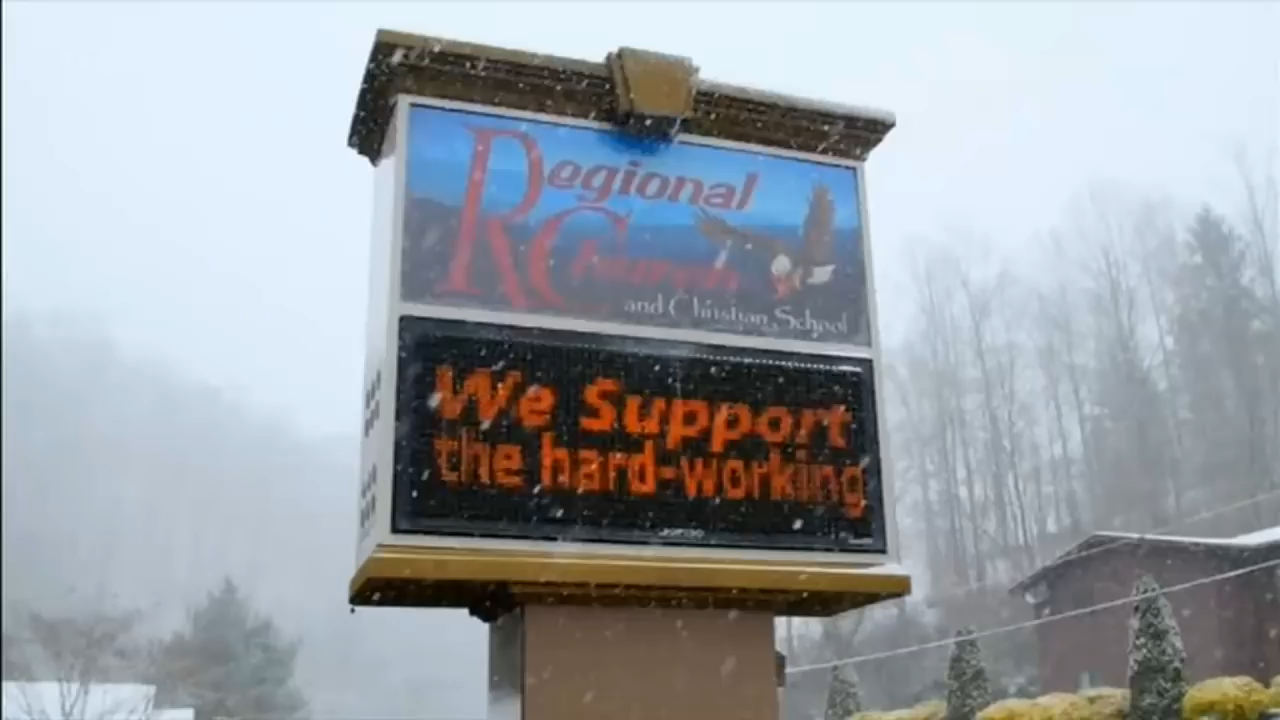 Regional
Church
and Christian School
We Support
the hard-working